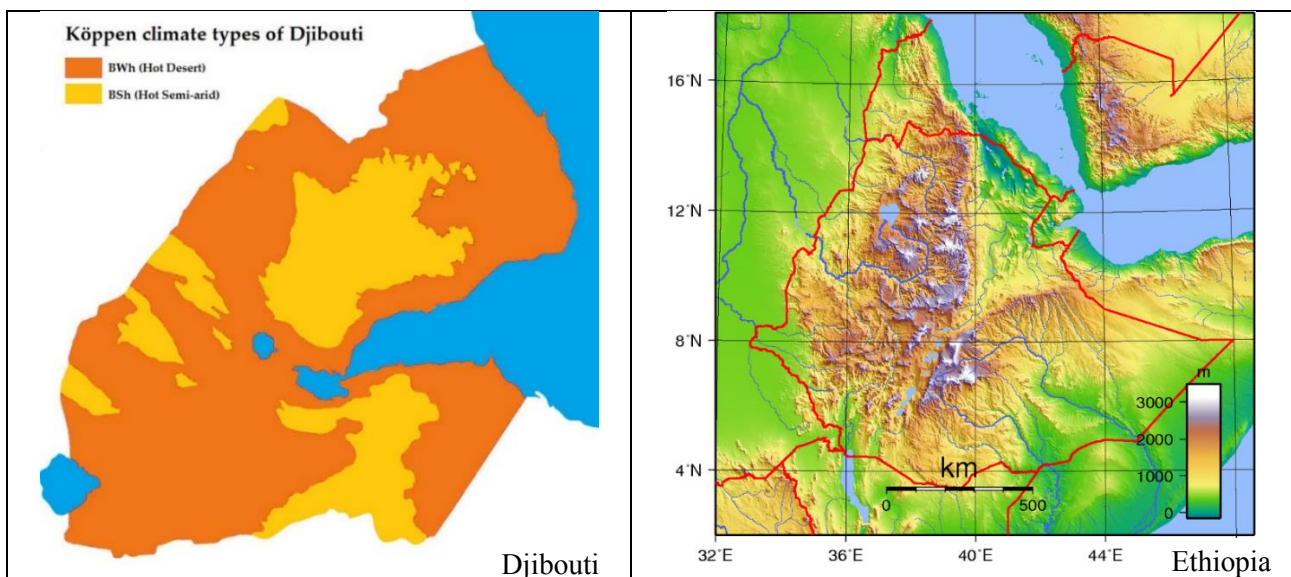 Köppen climate types of Djibouti
BWh (Hot Desert)
BSh (Hot Semi-arid)
Djibouti
16°N
12°N
8°N
4°N
32°E
36°E
40°E
44°E
km
0
500
m
3000
2000
1000
0
Ethiopia